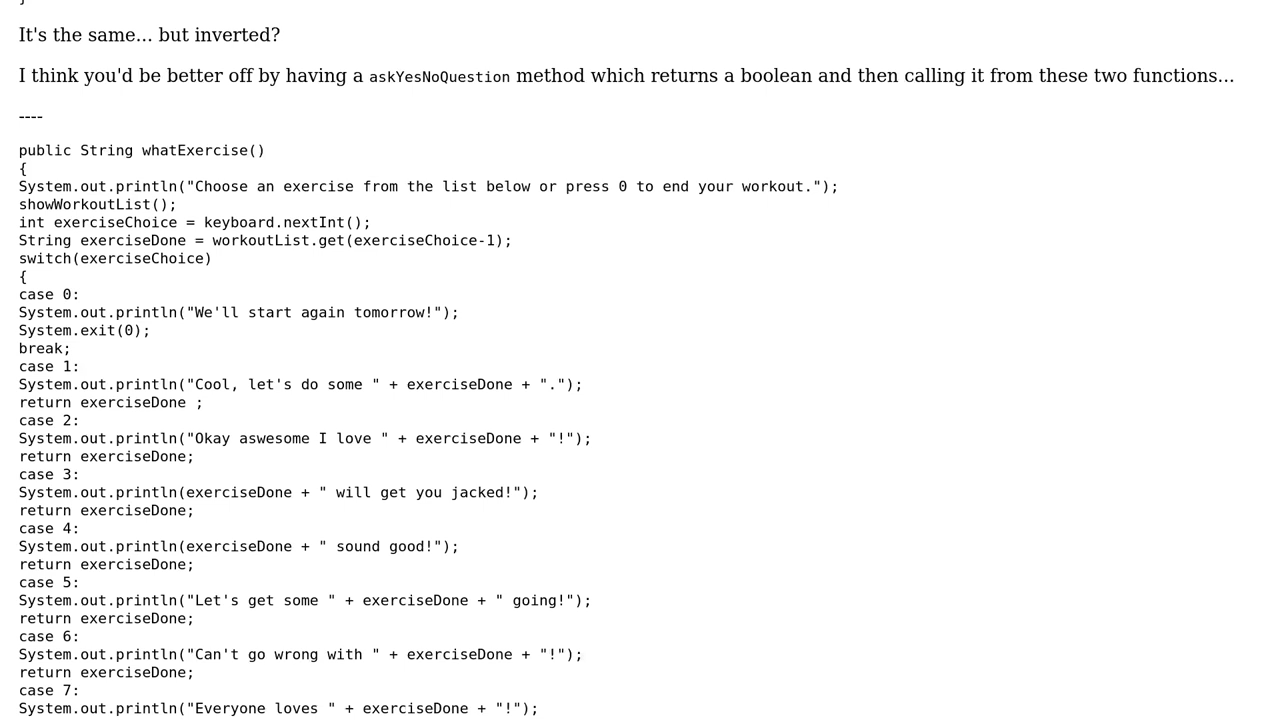 }
It's the same... but inverted?
I think you'd be better off by having a askYesNoQuestion method which returns a boolean and then calling it from these two functions...
----
public String whatExercise()
{
System.out.println("Choose an exercise from the list below or press 0 to end your workout.");
showWorkoutList();
int exerciseChoice = keyboard.nextInt();
String exerciseDone = workoutList.get(exerciseChoice-1);
switch(exerciseChoice)
{
case 0:
System.out.println("We'll start again tomorrow!");
System.exit(0);
break;
case 1:
System.out.println("Cool, let's do some " + exerciseDone + ".");
return exerciseDone ;
case 2:
System.out.println("Okay aswesome I love " + exerciseDone + "!");
return exerciseDone;
case 3:
System.out.println(exerciseDone + " will get you jacked!");
return exerciseDone;
case 4:
System.out.println(exerciseDone + " sound good!");
return exerciseDone;
case 5:
System.out.println("Let's get some " + exerciseDone + " going!");
return exerciseDone;
case 6:
System.out.println("Can't go wrong with " + exerciseDone + "!");
return exerciseDone;
case 7:
System.out.println("Everyone loves " + exerciseDone + "!");